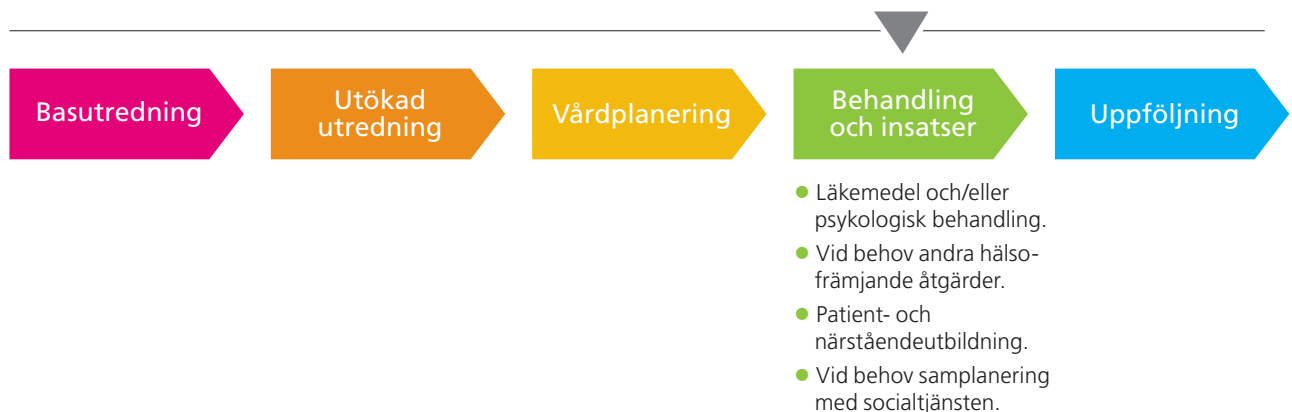 Basutredning
Utökad
utredning
Vårdplanering
Behandling
och insatser
Uppföljning
Läkemedel och/eller
psykologisk behandling.
Vid behov andra hälso-
främjande åtgärder.
Patient- och
närståendeutbildning.
Vid behov samplanering
med socialtjänsten.